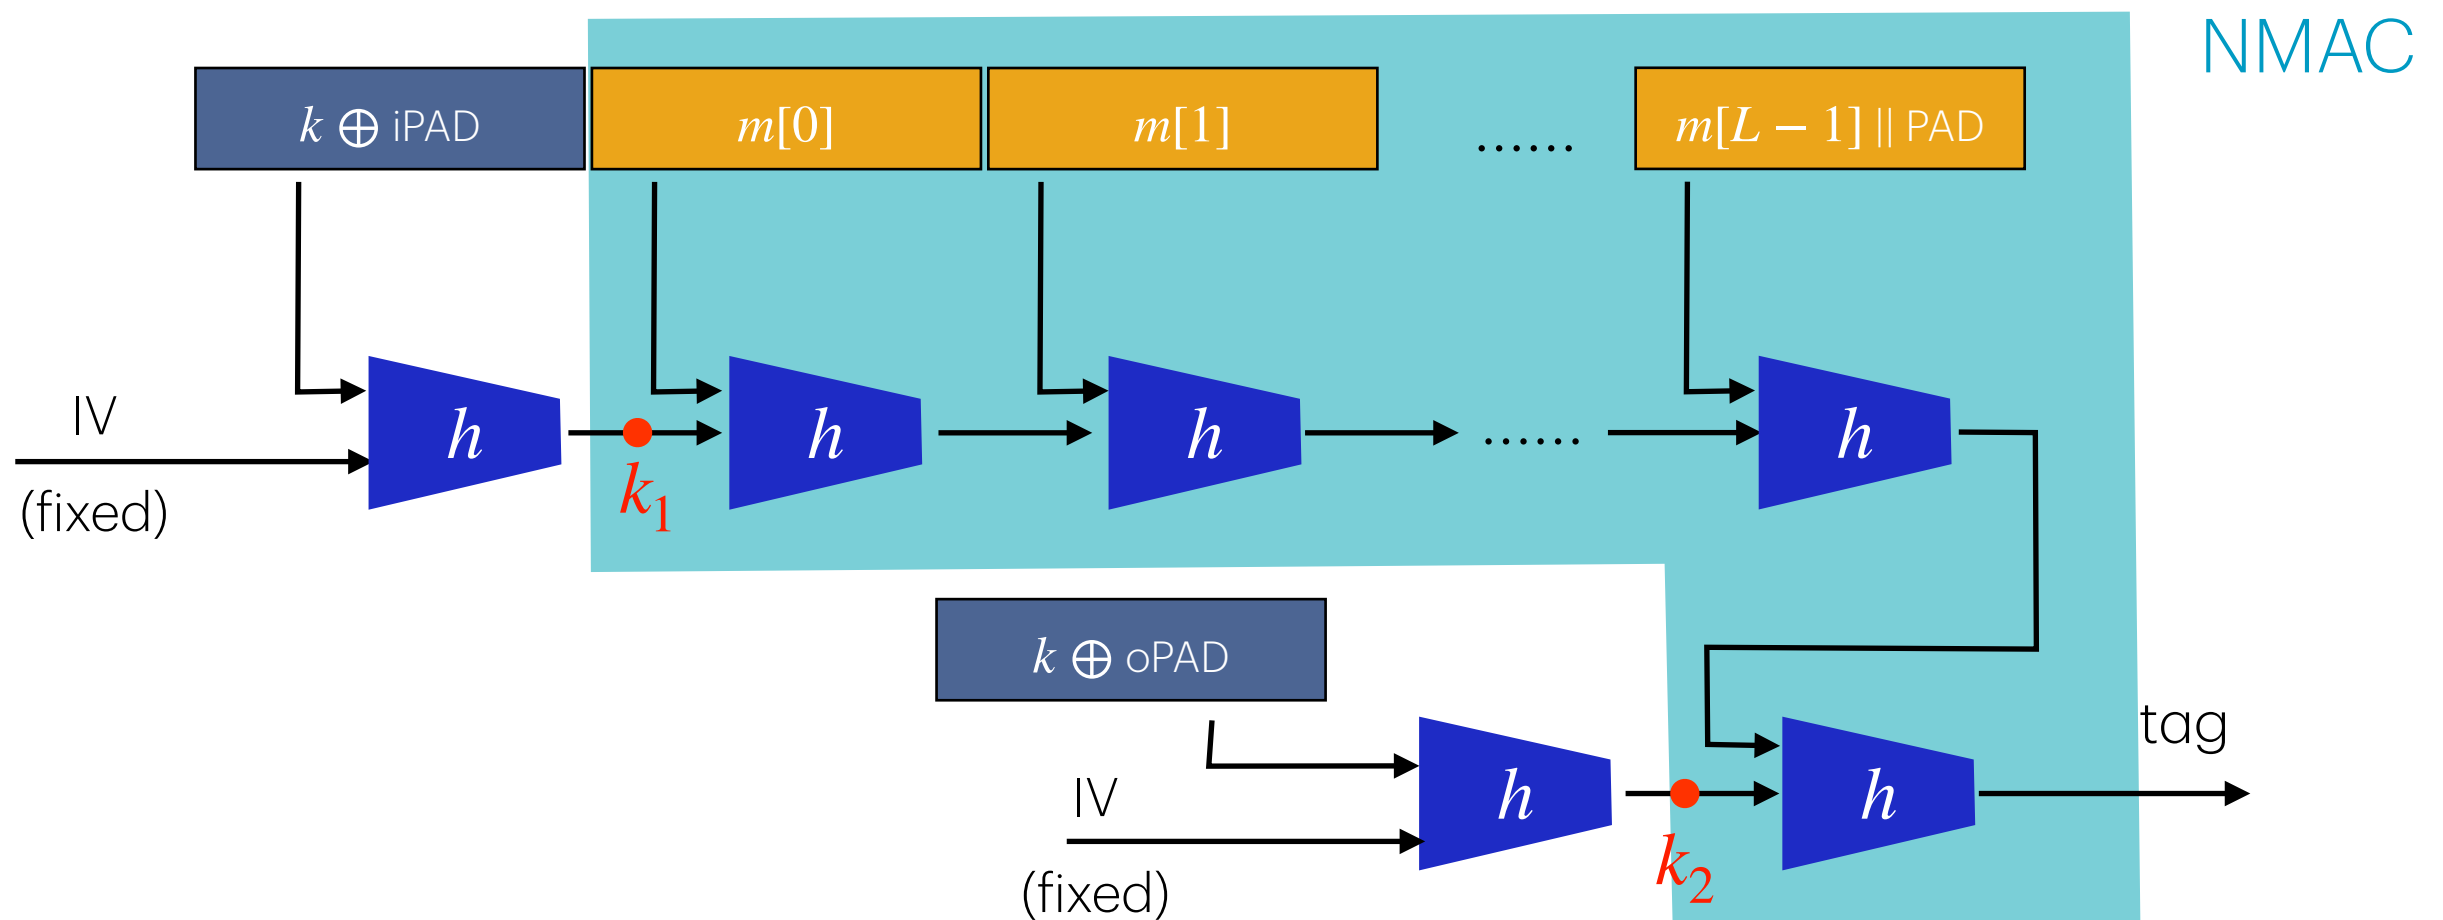 NMAC
k ⊕ iPAD
m[0]
m[1]
......
m[L − 1] || PAD
IV
(fixed)
h
k₁
h
h
......
h
k ⊕ oPAD
IV
(fixed)
h
k₂
h
tag